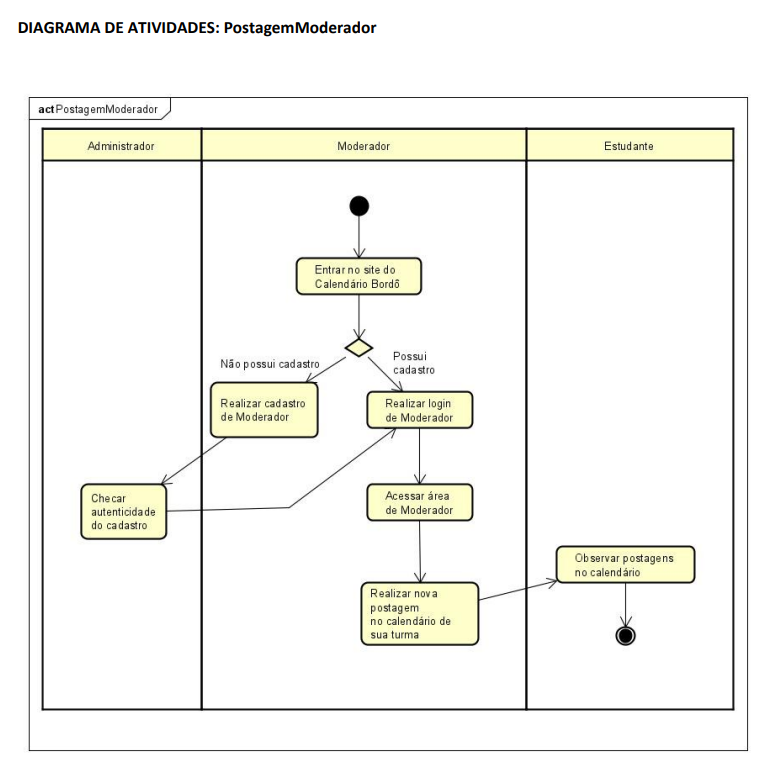 DIAGRAMA DE ATIVIDADES: PostagemModerador
act PostagemModerador
Administrador
Moderador
Estudante
Entrar no site do
Calendário Bordô
Não possui cadastro
Possui
cadastro
Realizar cadastro
de Moderador
Realizar login
de Moderador
Checar
autenticidade
do cadastro
Acessar área
de Moderador
Observar postagens
no calendário
Realizar nova
postagem
no calendário de
sua turma